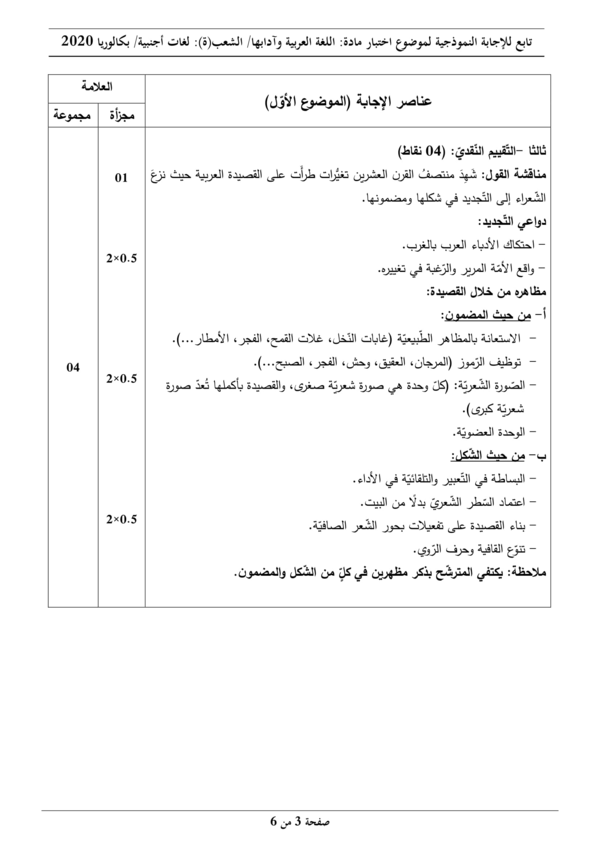 تابع للإجابة النموذجية لموضوع اختبار مادة: اللغة العربية وآدابها/ الشعب(ة): لغات أجنبية/ بكالوريا 2020
العلامة
عناصر الإجابة (الموضوع الأوّل)
مجموعة
مجزأة
ثالثا -التّقييم النّقديّ: (04 نقاط)
مناقشة القول: شَهِدَ منتصفُ القرن العشرين تغيُّرات طرأَت على القصيدة العربية حيث نزعَ
01
الشّعراء إلى التّجديد في شكلها ومضمونها.
دواعي التّجديد:
- احتكاك الأدباء العرب بالغرب.
2×0.5
- واقع الأمّة المرير والرّغبة في تغييره.
مظاهره من خلال القصيدة:
أ- من حيث المضمون:
- الاستعانة بالمظاهر الطّبيعيّة (غابات النّخل، غلات القمح، الفجر، الأمطار...).
- توظيف الرّموز (المرجان، العقيق، وحش، الفجر، الصبح...).
04
2×0.5
- الصّورة الشّعريّة: (كلّ وحدة هي صورة شعريّة صغرى، والقصيدة بأكملها تُعدّ صورة
شعريّة كبرى).
- الوحدة العضويّة.
ب- من حيث الشّكل:
- البساطة في التّعبير والتلقائيّة في الأداء.
- اعتماد السّطر الشّعريّ بدلًا من البيت.
2×0.5
- بناء القصيدة على تفعيلات بحور الشّعر الصافيّة.
- تنوّع القافية وحرف الرّوي.
ملاحظة: يكتفي المترشّح بذكر مظهرين في كلٍّ من الشّكل والمضمون.
صفحة 3 من 6